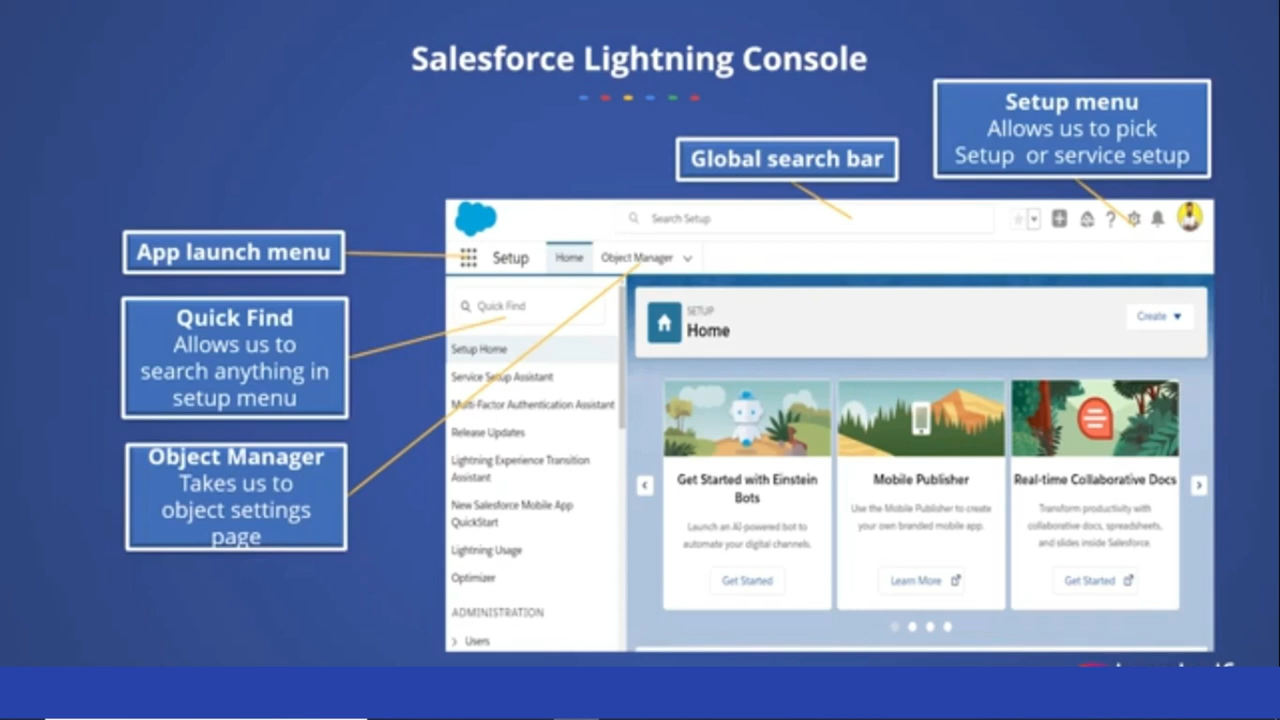 Salesforce Lightning Console
Setup menu
Allows us to pick
Setup or service setup
Global search bar
App launch menu
Quick Find
Allows us to
search anything in
setup menu
Object Manager
Takes us to
object settings
page
Search Setup
Setup
Home
Object Manager
Quick Find
Setup Home
Service Setup Assistant
Multi-Factor Authentication Assistant
Release Updates
Lightning Experience Transition
Assistant
New Salesforce Mobile App
QuickStart
Lightning Usage
Optimizer
ADMINISTRATION
Users
SETUP
Home
Create
Get Started with Einstein
Bots
Launch an AI-powered bot to
automate your digital channels.
Get Started
Mobile Publisher
Use the Mobile Publisher to create
your own branded mobile app.
Learn More
Real-time Collaborative Docs
Transform productivity with
collaborative docs, spreadsheets,
and slides inside Salesforce.
Get Started